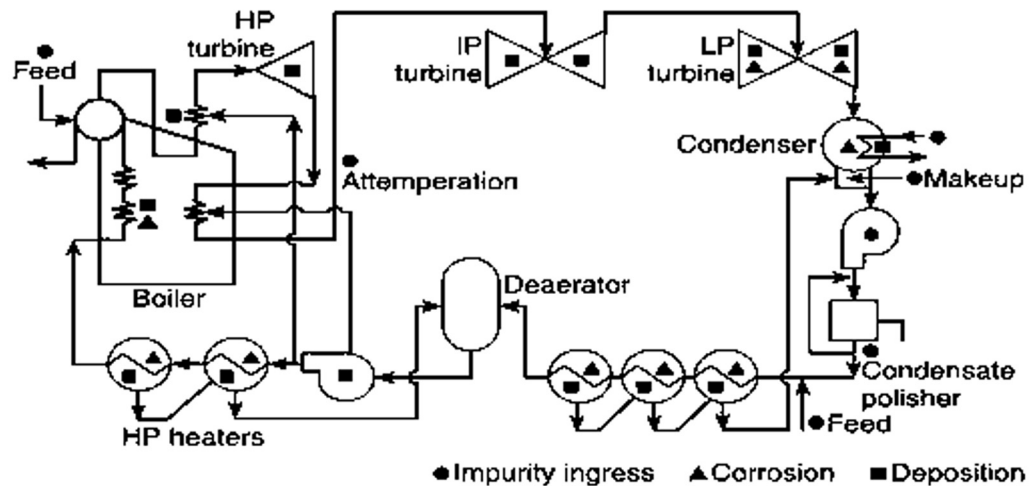 HP
turbine
Feed
IP
turbine
LP
turbine
Condenser
Attemperation
Makeup
Boiler
Deaerator
Condensate
polisher
HP heaters
Feed
Impurity ingress
Corrosion
Deposition